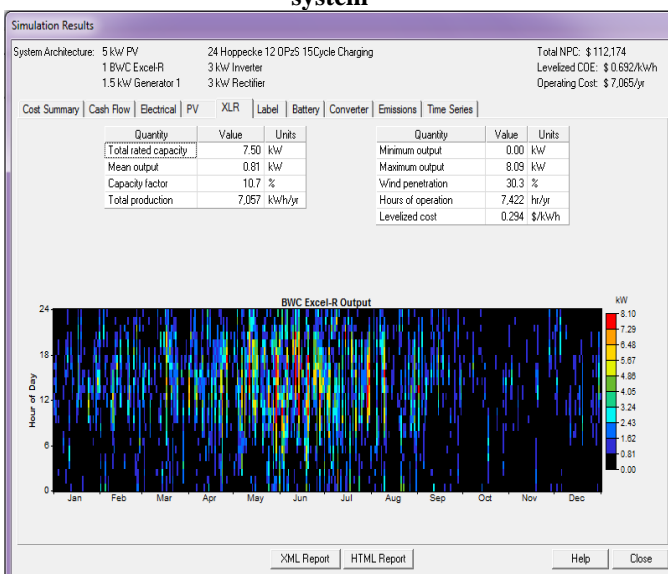 system
Simulation Results
System Architecture: 5 kW PV 24 Hoppecke 12 OPzS 15Cycle Charging Total NPC: $ 112,174
1 BWC Excel-R 3 kW Inverter Levelized COE: $ 0.692/kWh
1.5 kW Generator 1 3 kW Rectifier Operating Cost: $ 7,065/yr
Cost Summary Cash Flow Electrical PV XLR Label Battery Converter Emissions Time Series
Quantity Value Units
Total rated capacity 7.50 kW
Mean output 0.81 kW
Capacity factor 10.7 %
Total production 7,057 kWh/yr
Quantity Value Units
Minimum output 0.00 kW
Maximum output 8.09 kW
Wind penetration 30.3 %
Hours of operation 7,422 hr/yr
Levelized cost 0.294 $/kWh
BWC Excel-R Output
Hour of Day
24
18
12
6
0
Jan Feb Mar Apr May Jun Jul Aug Sep Oct Nov Dec
kW
8.10
7.29
6.48
5.67
4.86
4.05
3.24
2.43
1.62
0.81
0.00
XML Report HTML Report Help Close